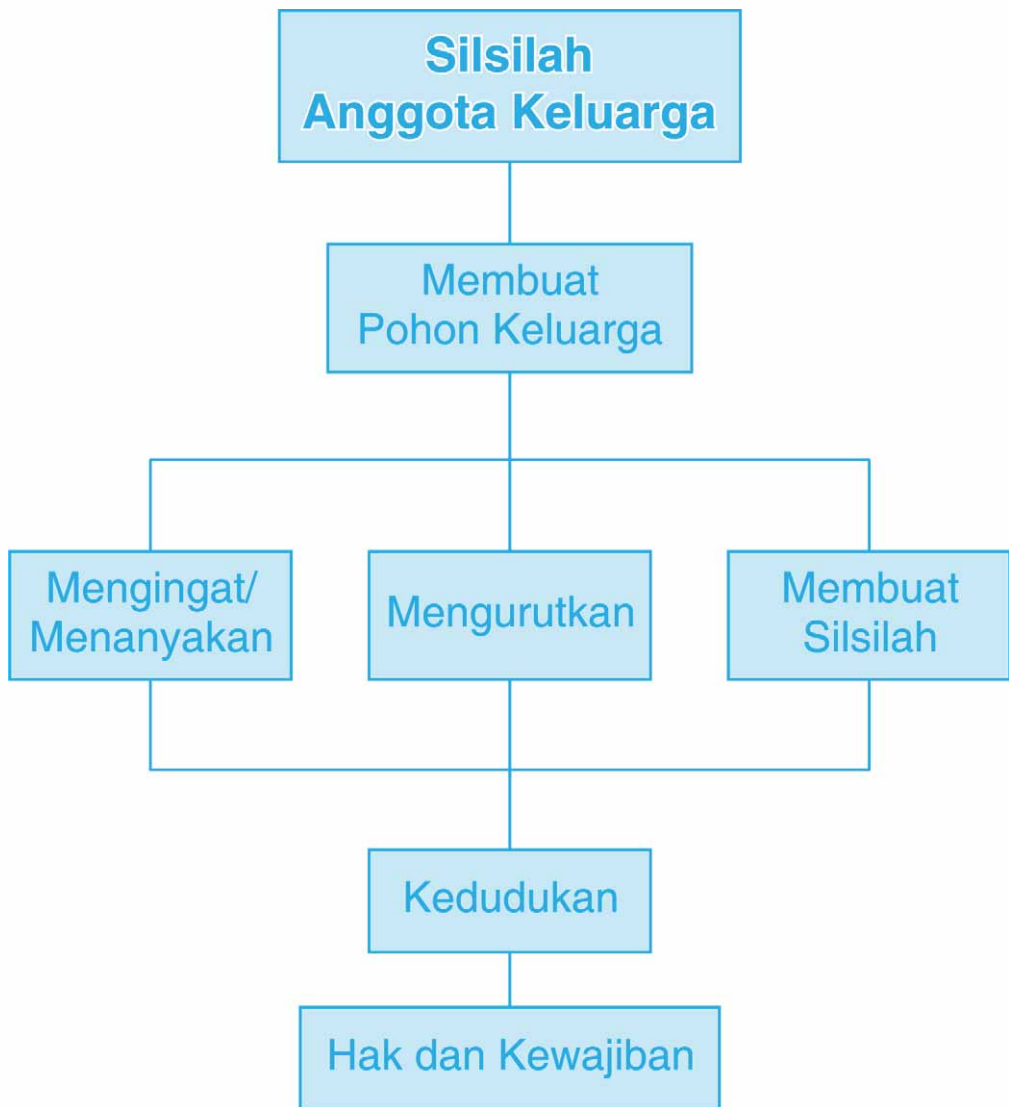 Silsilah
Anggota Keluarga
Membuat
Pohon Keluarga
Mengingat/
Menanyakan
Mengurutkan
Membuat
Silsilah
Kedudukan
Hak dan Kewajiban